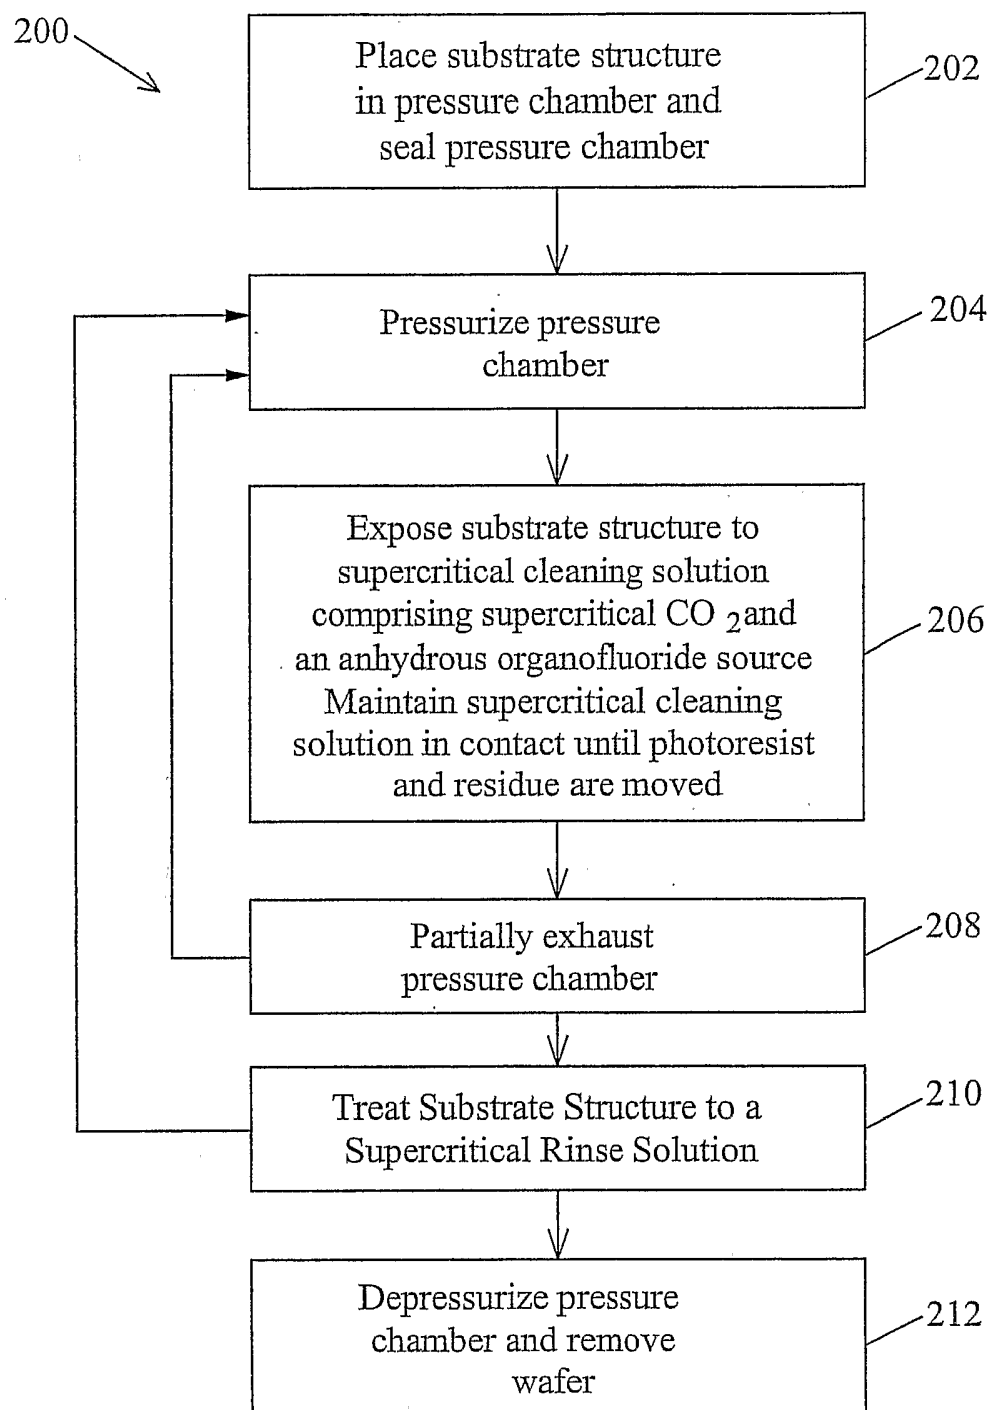 200
Place substrate structure
in pressure chamber and
seal pressure chamber
202
Pressurize pressure
chamber
204
Expose substrate structure to
supercritical cleaning solution
comprising supercritical CO 2 and
an anhydrous organofluoride source
Maintain supercritical cleaning
solution in contact until photoresist
and residue are moved
206
Partially exhaust
pressure chamber
208
Treat Substrate Structure to a
Supercritical Rinse Solution
210
Depressurize pressure
chamber and remove
wafer
212